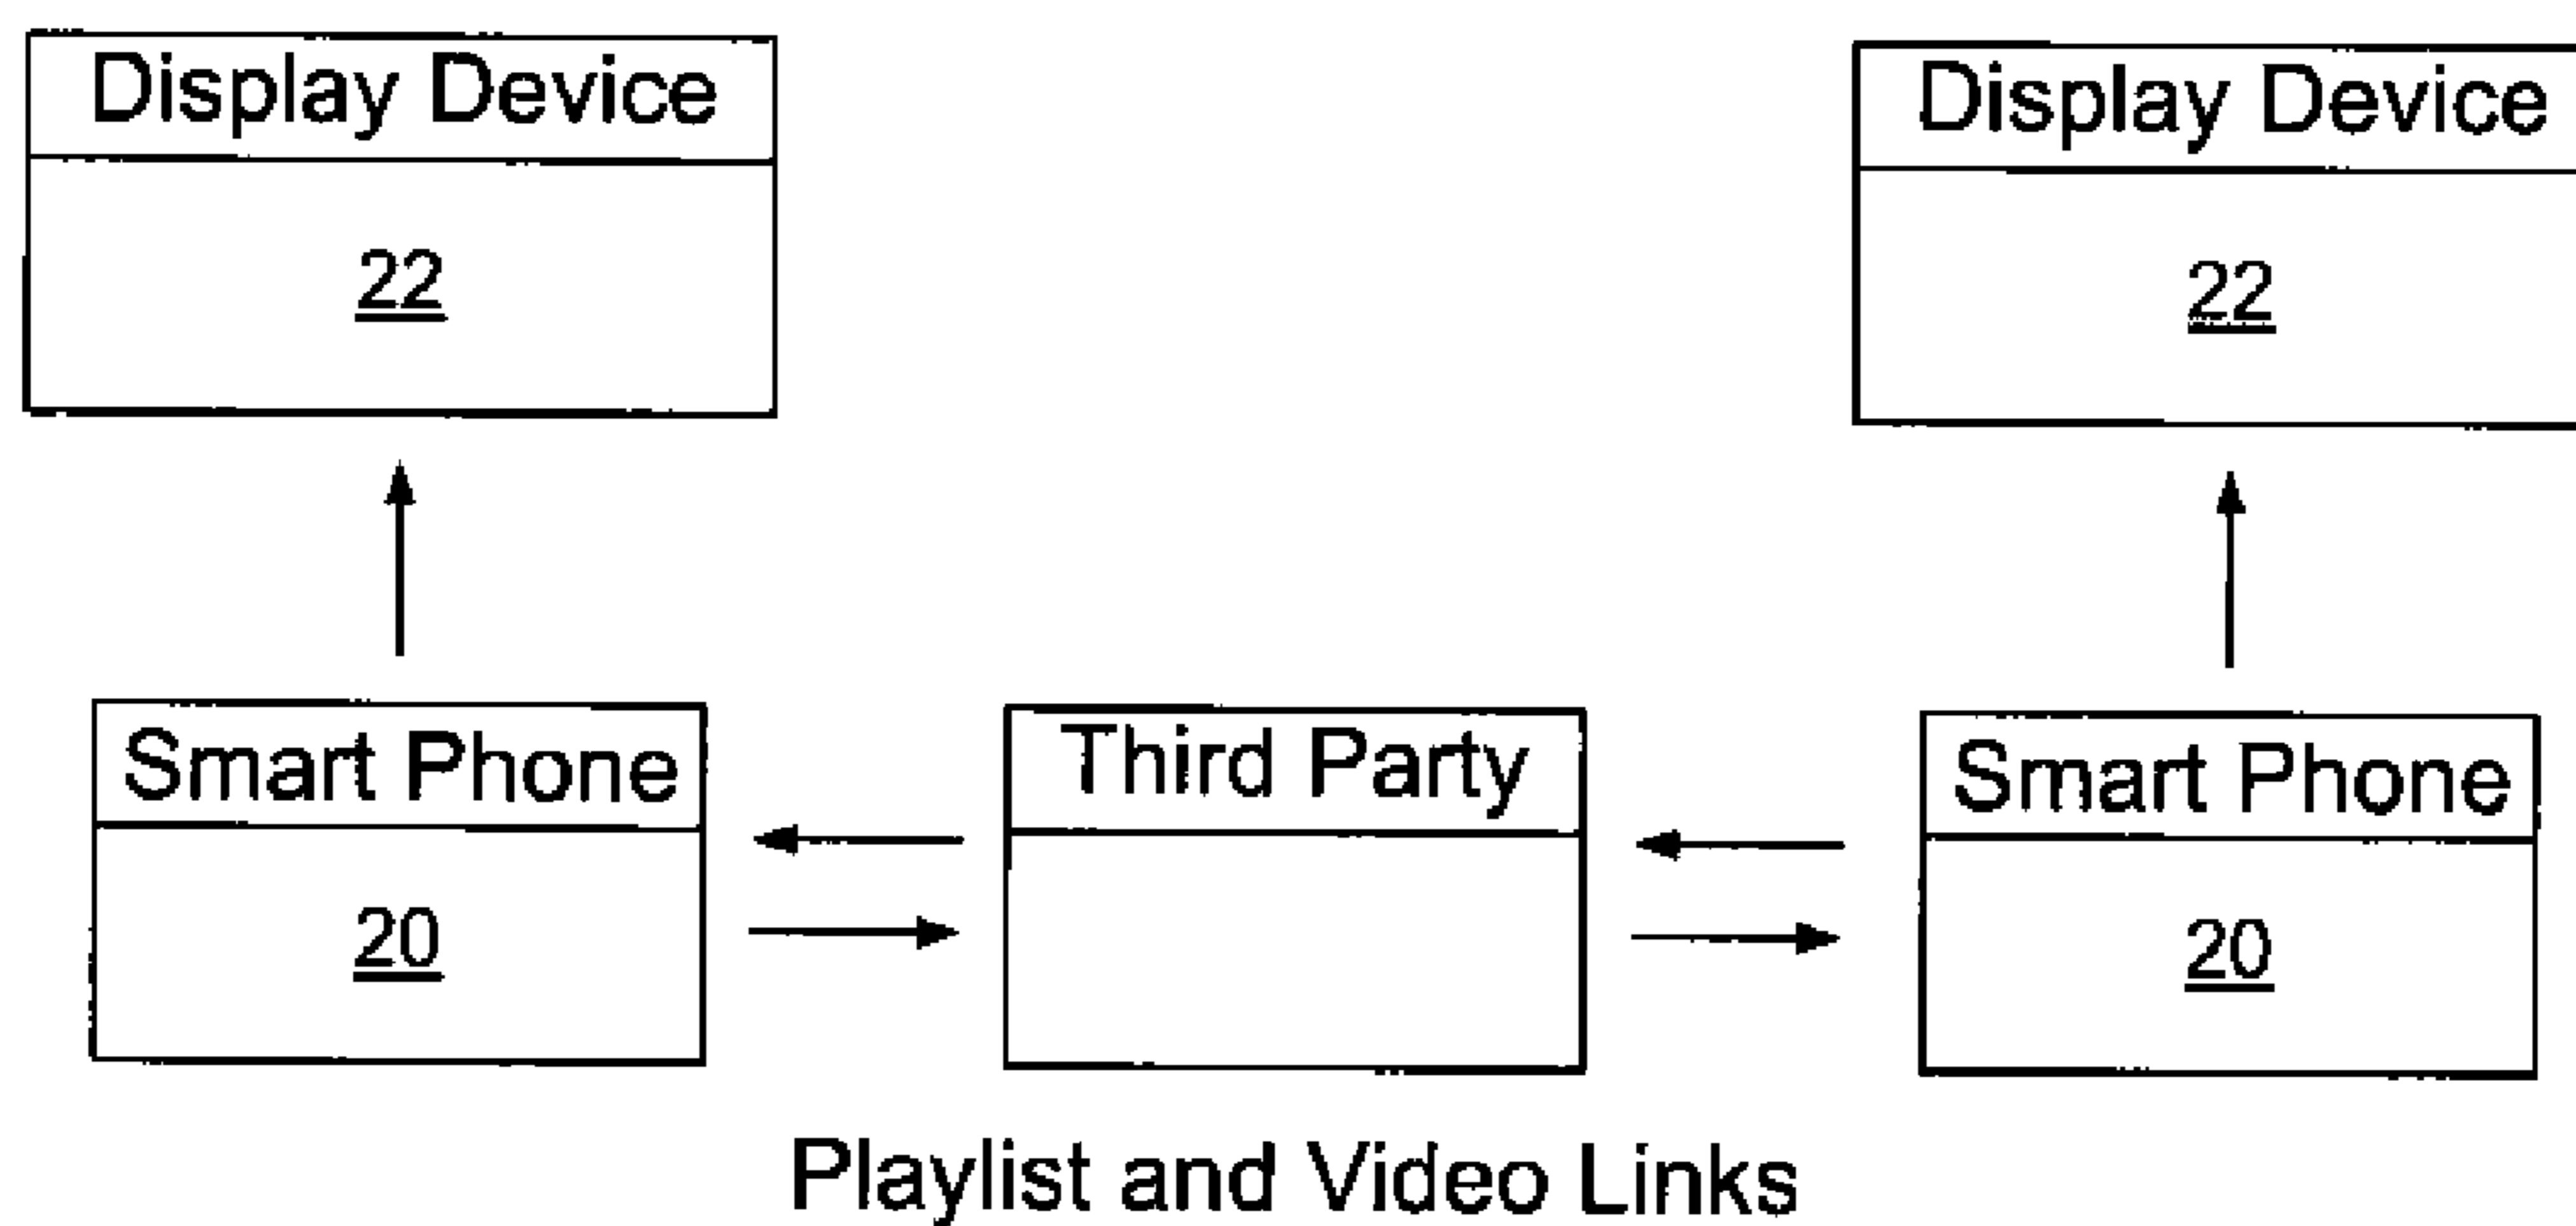 Display Device
22
Display Device
22
Smart Phone
20
Third Party
Smart Phone
20
Playlist and Video Links